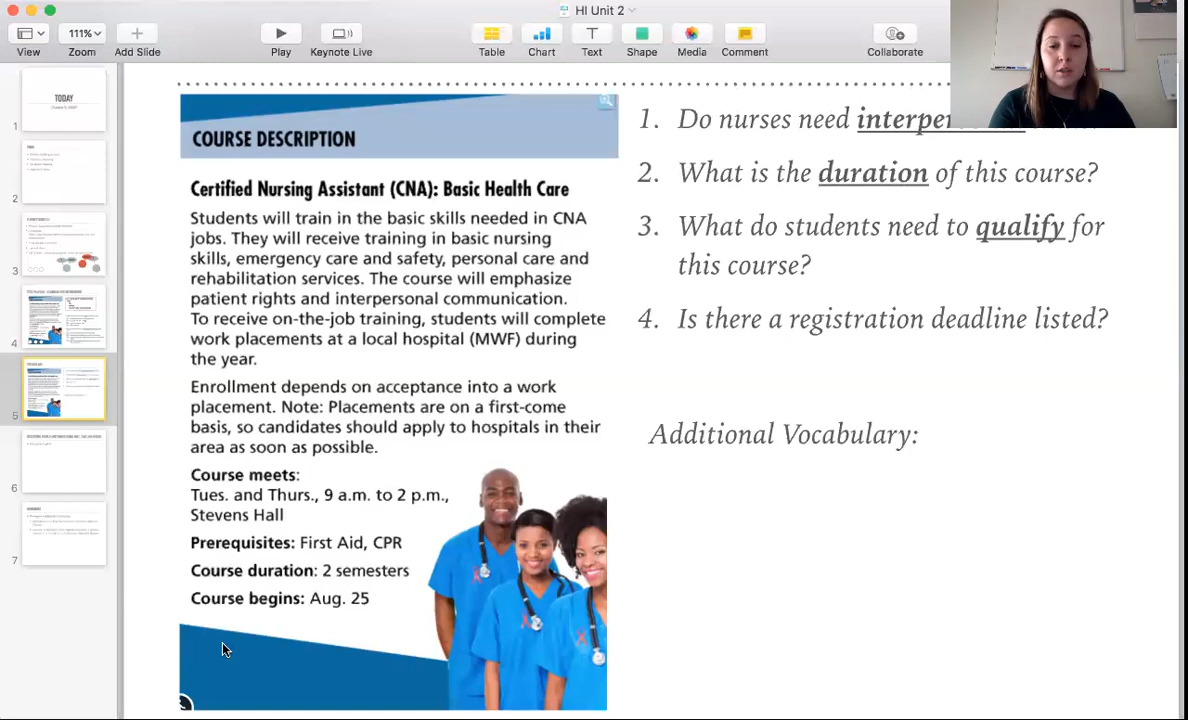 HI Unit 2
111%
View
Zoom
Add Slide
Play
Keynote Live
Table
Chart
Text
Shape
Media
Comment
Collaborate
TODAY
1
2
3
4
5
6
7
COURSE DESCRIPTION
Certified Nursing Assistant (CNA): Basic Health Care
Students will train in the basic skills needed in CNA
jobs. They will receive training in basic nursing
skills, emergency care and safety, personal care and
rehabilitation services. The course will emphasize
patient rights and interpersonal communication.
To receive on-the-job training, students will complete
work placements at a local hospital (MWF) during
the year.
Enrollment depends on acceptance into a work
placement. Note: Placements are on a first-come
basis, so candidates should apply to hospitals in their
area as soon as possible.
Course meets:
Tues. and Thurs., 9 a.m. to 2 p.m.,
Stevens Hall
Prerequisites: First Aid, CPR
Course duration: 2 semesters
Course begins: Aug. 25
1. Do nurses need
2. What is the duration of this course?
3. What do students need to qualify for
this course?
4. Is there a registration deadline listed?
Additional Vocabulary: